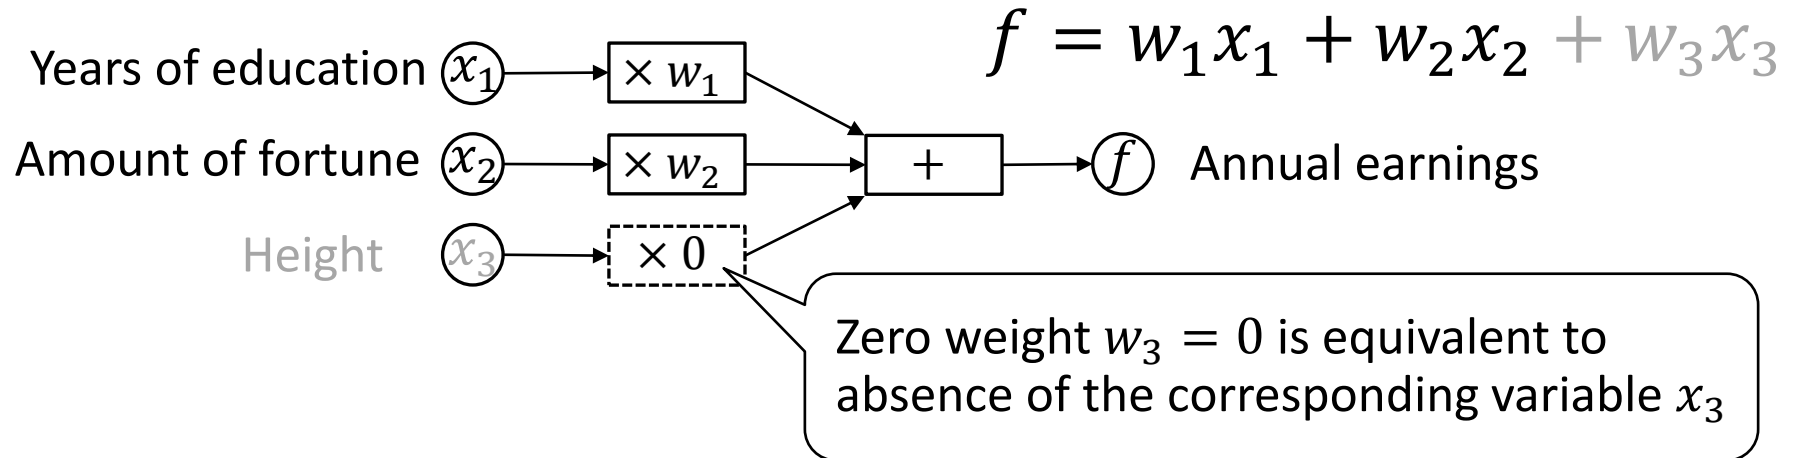 f = w₁x₁ + w₂x₂ + w₃x₃
Years of education x₁ × w₁
Amount of fortune x₂ × w₂ + f Annual earnings
Height x₃ × 0
Zero weight w₃ = 0 is equivalent to
absence of the corresponding variable x₃